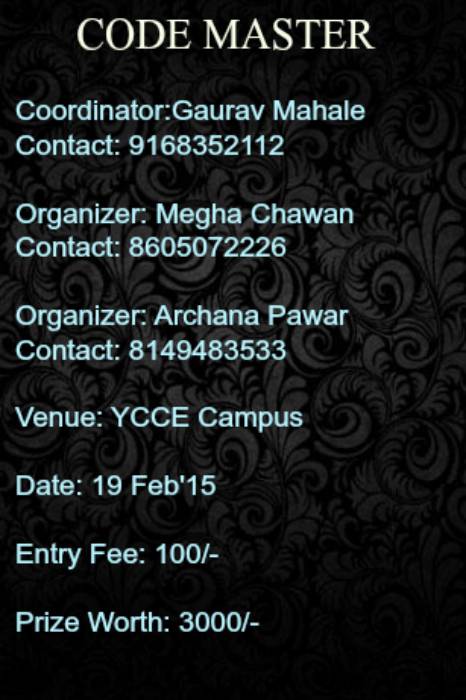 CODE MASTER
Coordinator:Gaurav Mahale
Contact: 9168352112
Organizer: Megha Chawan
Contact: 8605072226
Organizer: Archana Pawar
Contact: 8149483533
Venue: YCCE Campus
Date: 19 Feb'15
Entry Fee: 100/-
Prize Worth: 3000/-